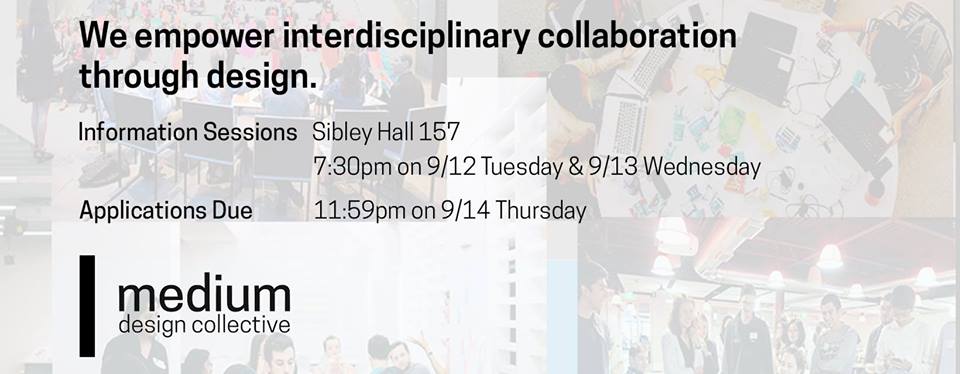 We empower interdisciplinary collaboration
through design.
Information Sessions Sibley Hall 157
7:30pm on 9/12 Tuesday & 9/13 Wednesday
Applications Due 11:59pm on 9/14 Thursday
medium
design collective